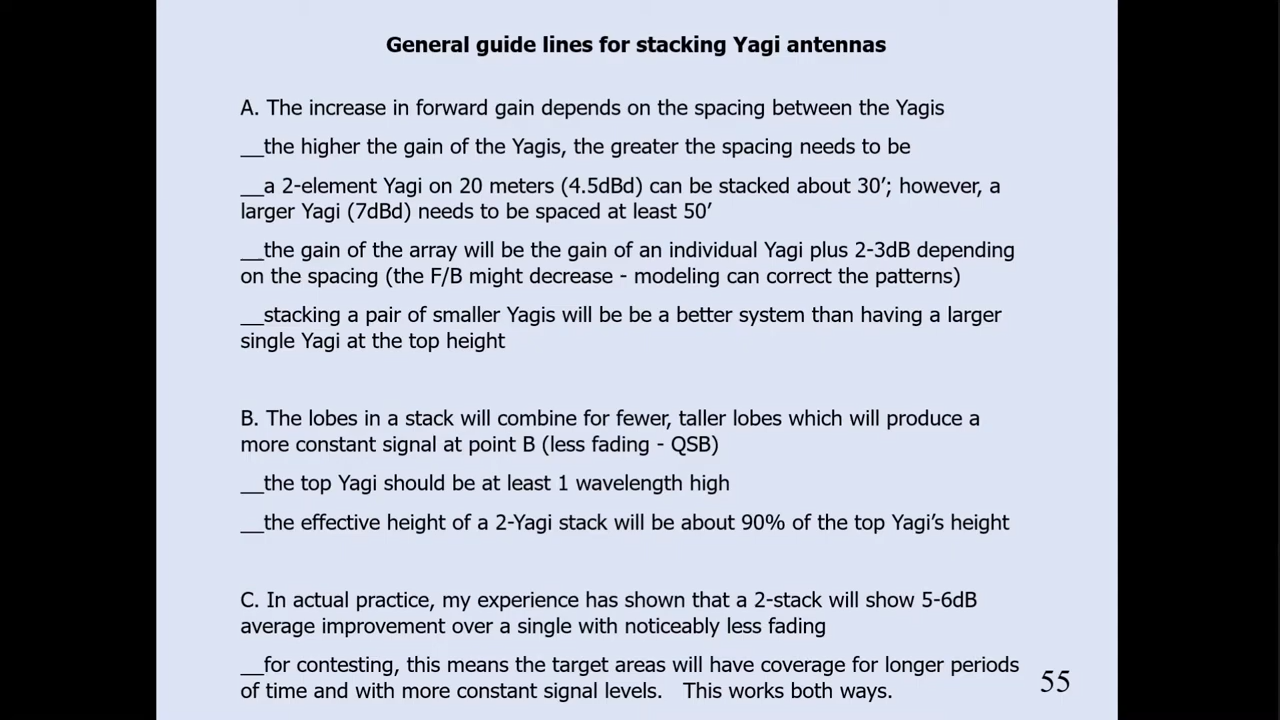 General guide lines for stacking Yagi antennas
A. The increase in forward gain depends on the spacing between the Yagis
__the higher the gain of the Yagis, the greater the spacing needs to be
__a 2-element Yagi on 20 meters (4.5dBd) can be stacked about 30’; however, a
larger Yagi (7dBd) needs to be spaced at least 50’
__the gain of the array will be the gain of an individual Yagi plus 2-3dB depending
on the spacing (the F/B might decrease - modeling can correct the patterns)
__stacking a pair of smaller Yagis will be be a better system than having a larger
single Yagi at the top height
B. The lobes in a stack will combine for fewer, taller lobes which will produce a
more constant signal at point B (less fading - QSB)
__the top Yagi should be at least 1 wavelength high
__the effective height of a 2-Yagi stack will be about 90% of the top Yagi’s height
C. In actual practice, my experience has shown that a 2-stack will show 5-6dB
average improvement over a single with noticeably less fading
__for contesting, this means the target areas will have coverage for longer periods
of time and with more constant signal levels.   This works both ways.
55